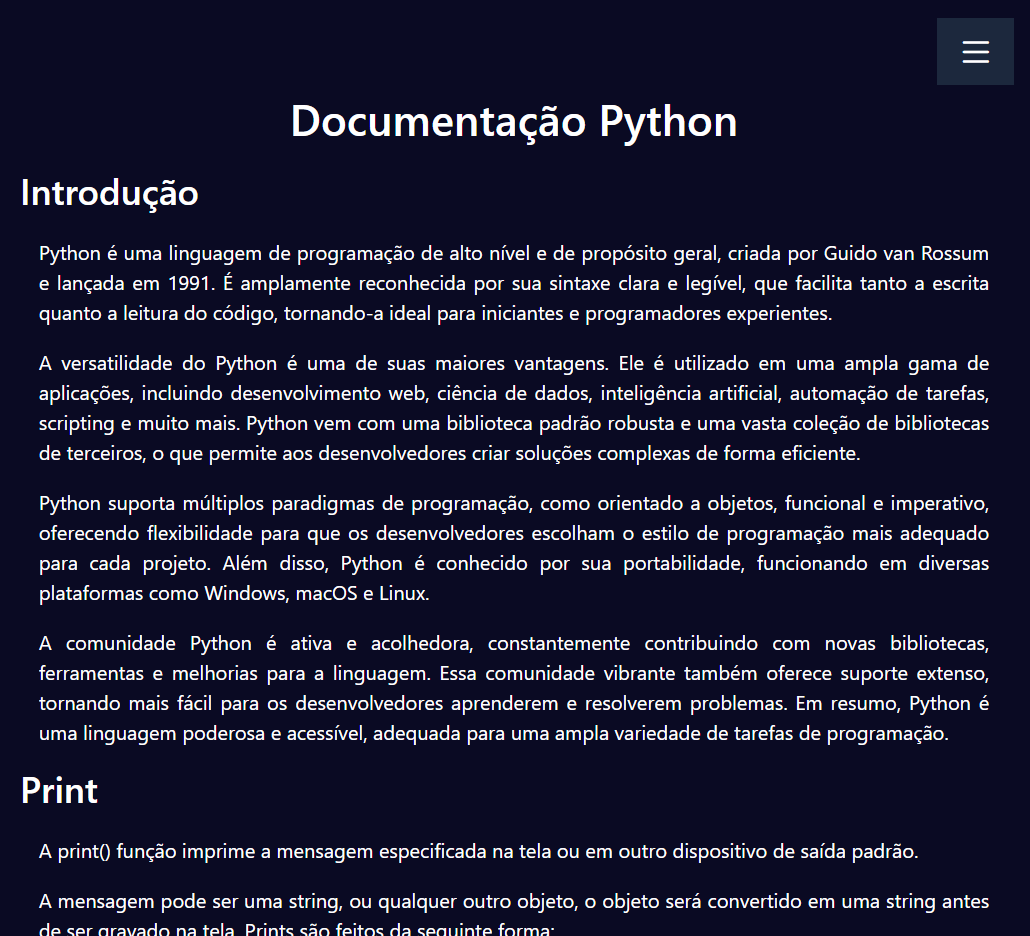 Documentação Python
Introdução
Python é uma linguagem de programação de alto nível e de propósito geral, criada por Guido van Rossum
e lançada em 1991. É amplamente reconhecida por sua sintaxe clara e legível, que facilita tanto a escrita
quanto a leitura do código, tornando-a ideal para iniciantes e programadores experientes.
A versatilidade do Python é uma de suas maiores vantagens. Ele é utilizado em uma ampla gama de
aplicações, incluindo desenvolvimento web, ciência de dados, inteligência artificial, automação de tarefas,
scripting e muito mais. Python vem com uma biblioteca padrão robusta e uma vasta coleção de bibliotecas
de terceiros, o que permite aos desenvolvedores criar soluções complexas de forma eficiente.
Python suporta múltiplos paradigmas de programação, como orientado a objetos, funcional e imperativo,
oferecendo flexibilidade para que os desenvolvedores escolham o estilo de programação mais adequado
para cada projeto. Além disso, Python é conhecido por sua portabilidade, funcionando em diversas
plataformas como Windows, macOS e Linux.
A comunidade Python é ativa e acolhedora, constantemente contribuindo com novas bibliotecas,
ferramentas e melhorias para a linguagem. Essa comunidade vibrante também oferece suporte extenso,
tornando mais fácil para os desenvolvedores aprenderem e resolverem problemas. Em resumo, Python é
uma linguagem poderosa e acessível, adequada para uma ampla variedade de tarefas de programação.
Print
A print() função imprime a mensagem especificada na tela ou em outro dispositivo de saída padrão.
A mensagem pode ser uma string, ou qualquer outro objeto, o objeto será convertido em uma string antes
de ser gravado na tela. Prints são feitos da seguinte forma: